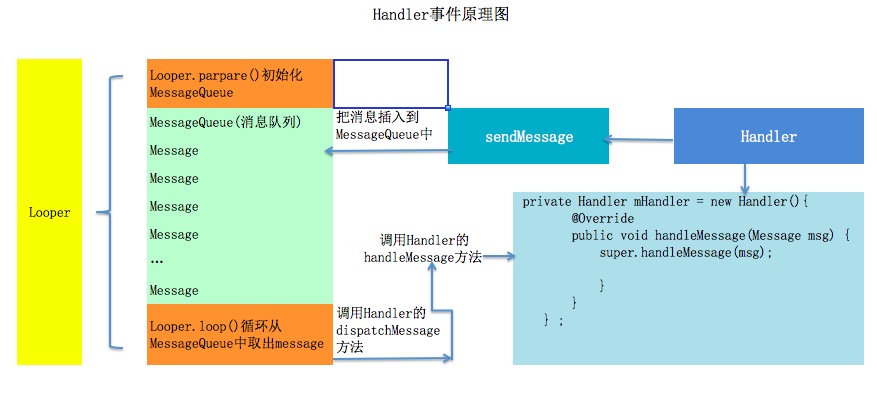 Handler事件原理图
Looper
Looper.parpare()初始化
MessageQueue
MessageQueue(消息队列)
Message
Message
Message
Message
Message
...
Message
Looper.loop()循环从
MessageQueue中取出message
把消息插入到
MessageQueue中
sendMessage
Handler
调用Handler的
dispatchMessage
方法
调用Handler的
handleMessage方法
private Handler mHandler = new Handler(){
@Override
public void handleMessage(Message msg) {
super.handleMessage(msg);
}
}
} ;